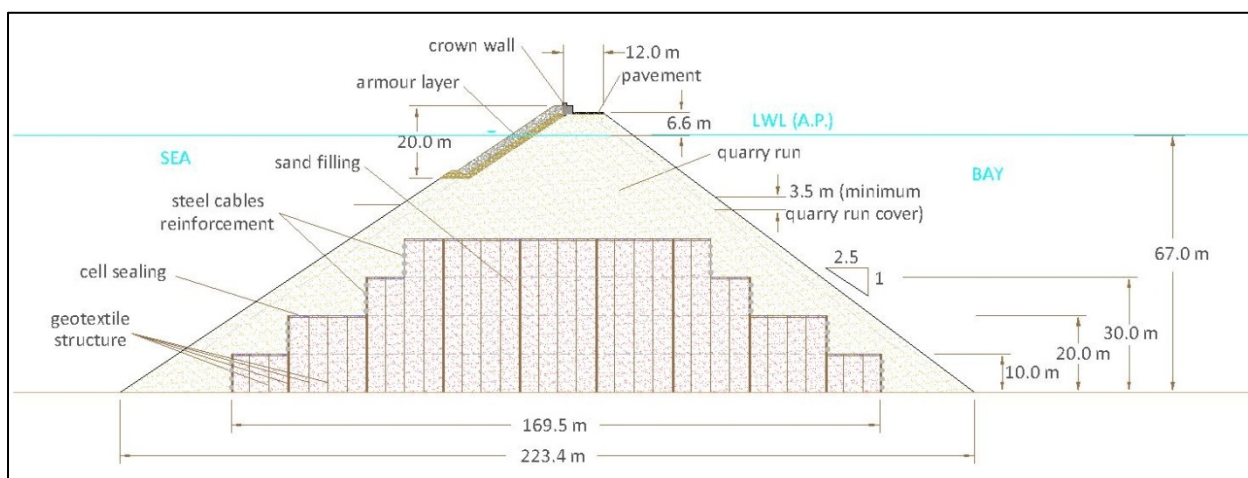 crown wall
12.0 m
pavement
armour layer
6.6 m
LWL (A.P.)
20.0 m
SEA
sand filling
quarry run
BAY
steel cables
reinforcement
3.5 m (minimum
quarry run cover)
cell sealing
2.5
1
67.0 m
geotextile
structure
30.0 m
20.0 m
10.0 m
169.5 m
223.4 m